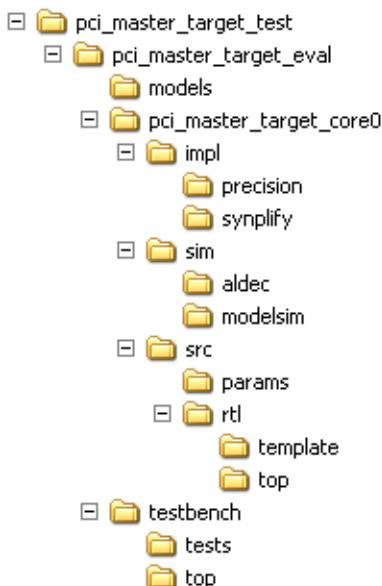 pci_master_target_test
pci_master_target_eval
models
pci_master_target_core0
impl
precision
synplify
sim
aldec
modelsim
src
params
rtl
template
top
testbench
tests
top